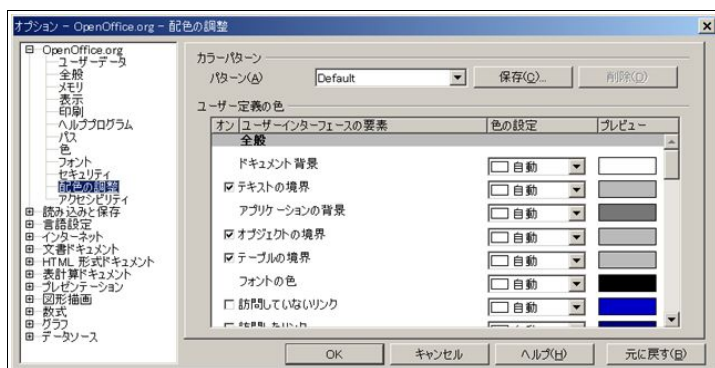 オプション - OpenOffice.org - 配色の調整
OpenOffice.org
ユーザーデータ
全般
メモリ
表示
印刷
ヘルププログラム
パス
色
フォント
セキュリティ
配色の調整
アクセシビリティ
読み込みと保存
言語設定
インターネット
文書ドキュメント
HTML 形式ドキュメント
表計算ドキュメント
プレゼンテーション
図形描画
数式
グラフ
データソース
カラーパターン
パターン(A) Default 保存(C)... 削除(D)
ユーザー定義の色
オン ユーザーインターフェースの要素 色の設定 プレビュー
全般
ドキュメント背景 自動
テキストの境界 自動
アプリケーションの背景 自動
オブジェクトの境界 自動
テーブルの境界 自動
フォントの色 自動
訪問していないリンク 自動
OK キャンセル ヘルプ(H) 元に戻す(B)